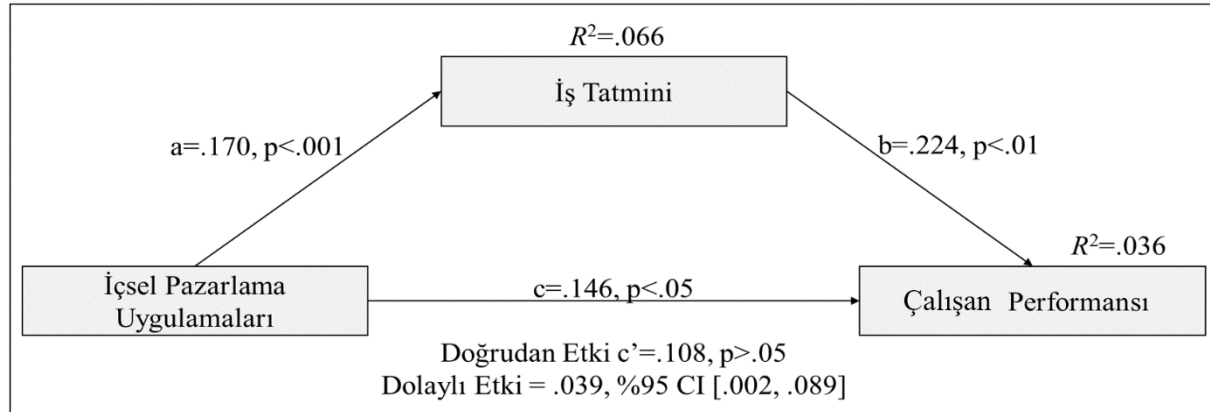 R²=.066
İş Tatmini
a=.170, p<.001
b=.224, p<.01
R²=.036
İçsel Pazarlama
Uygulamaları
c=.146, p<.05
Çalışan Performansı
Doğrudan Etki c’=.108, p>.05
Dolaylı Etki = .039, %95 CI [.002, .089]